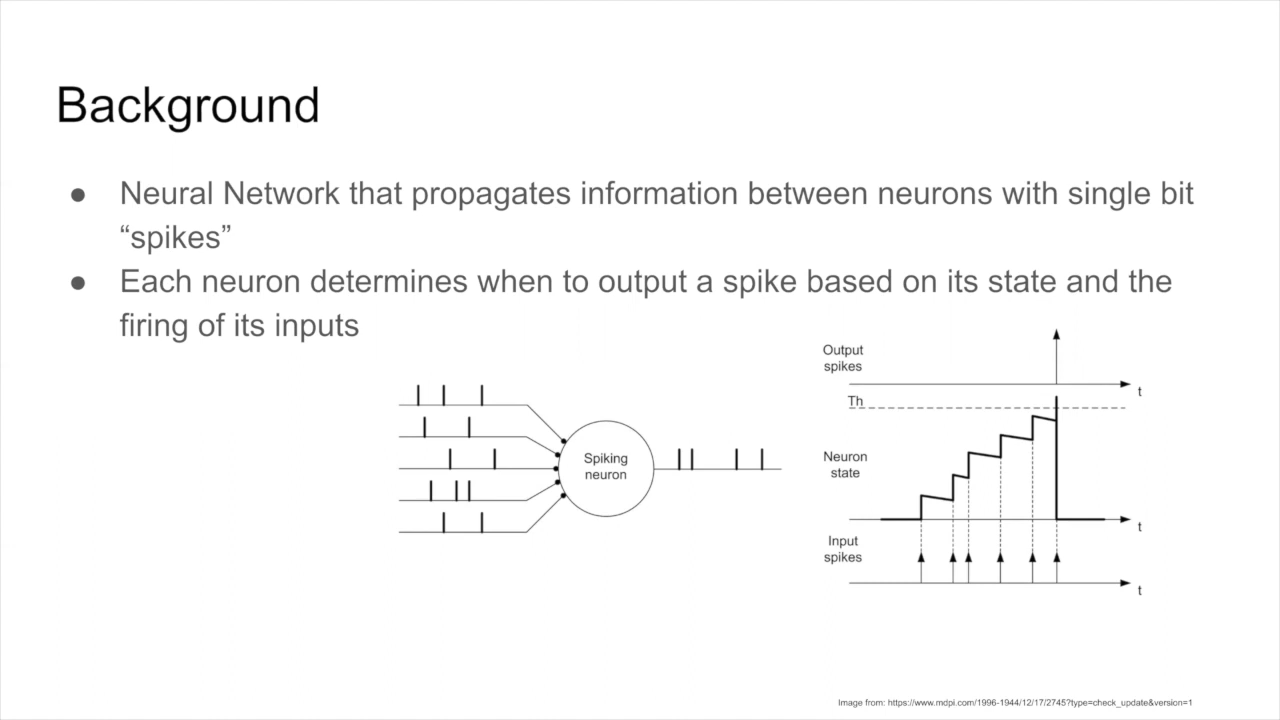 Background
● Neural Network that propagates information between neurons with single bit
“spikes”
● Each neuron determines when to output a spike based on its state and the
firing of its inputs
Spiking
neuron
Output
spikes
t
Th
Neuron
state
t
Input
spikes
t
Image from: https://www.mdpi.com/1996-1944/12/17/2745?type=check_update&version=1